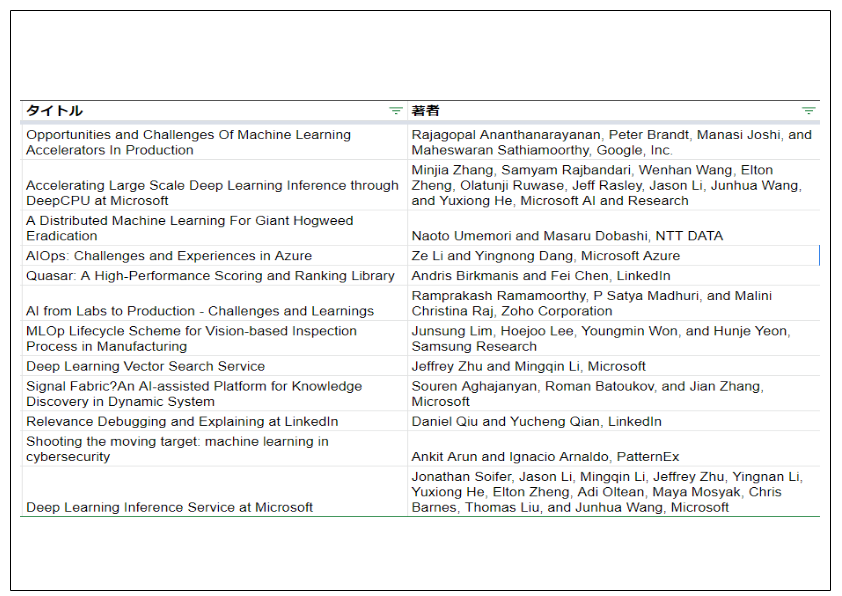 タイトル 著者
Opportunities and Challenges Of Machine Learning
Accelerators In Production
Rajagopal Ananthanarayanan, Peter Brandt, Manasi Joshi, and
Maheswaran Sathiamoorthy, Google, Inc.
Accelerating Large Scale Deep Learning Inference through
DeepCPU at Microsoft
Minjia Zhang, Samyam Rajbandari, Wenhan Wang, Elton
Zheng, Olatunji Ruwase, Jeff Rasley, Jason Li, Junhua Wang,
and Yuxiong He, Microsoft AI and Research
A Distributed Machine Learning For Giant Hogweed
Eradication
Naoto Umemori and Masaru Dobashi, NTT DATA
AIOps: Challenges and Experiences in Azure
Ze Li and Yingnong Dang, Microsoft Azure
Quasar: A High-Performance Scoring and Ranking Library
Andris Birkmanis and Fei Chen, LinkedIn
AI from Labs to Production - Challenges and Learnings
Ramprakash Ramamoorthy, P Satya Madhuri, and Malini
Christina Raj, Zoho Corporation
MLOp Lifecycle Scheme for Vision-based Inspection
Process in Manufacturing
Junsung Lim, Hoejoo Lee, Youngmin Won, and Hunje Yeon,
Samsung Research
Deep Learning Vector Search Service
Jeffrey Zhu and Mingqin Li, Microsoft
Signal Fabric?An AI-assisted Platform for Knowledge
Discovery in Dynamic System
Souren Aghajanyan, Roman Batoukov, and Jian Zhang,
Microsoft
Relevance Debugging and Explaining at LinkedIn
Daniel Qiu and Yucheng Qian, LinkedIn
Shooting the moving target: machine learning in
cybersecurity
Ankit Arun and Ignacio Arnaldo, PatternEx
Deep Learning Inference Service at Microsoft
Jonathan Soifer, Jason Li, Mingqin Li, Jeffrey Zhu, Yingnan Li,
Yuxiong He, Elton Zheng, Adi Oltean, Maya Mosyak, Chris
Barnes, Thomas Liu, and Junhua Wang, Microsoft